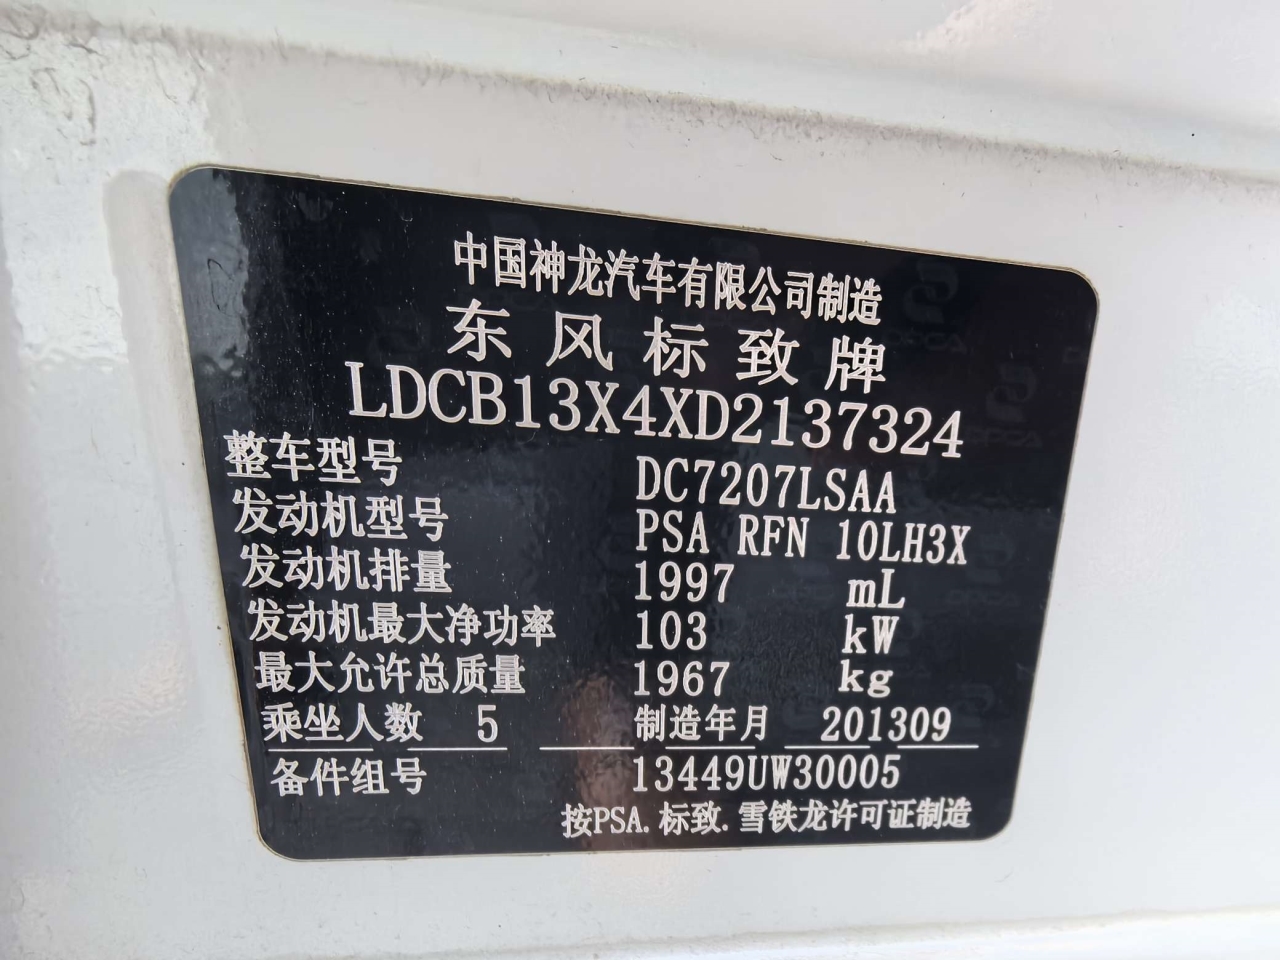 中国神龙汽车有限公司制造
东风标致牌
LDCB13X4XD2137324
整车型号 DC7207LSAA
发动机型号 PSA RFN 10LH3X
发动机排量 1997 mL
发动机最大净功率 103 kW
最大允许总质量 1967 kg
乘坐人数 5 制造年月 201309
备件组号 13449UW30005
按PSA.标致.雪铁龙许可证制造